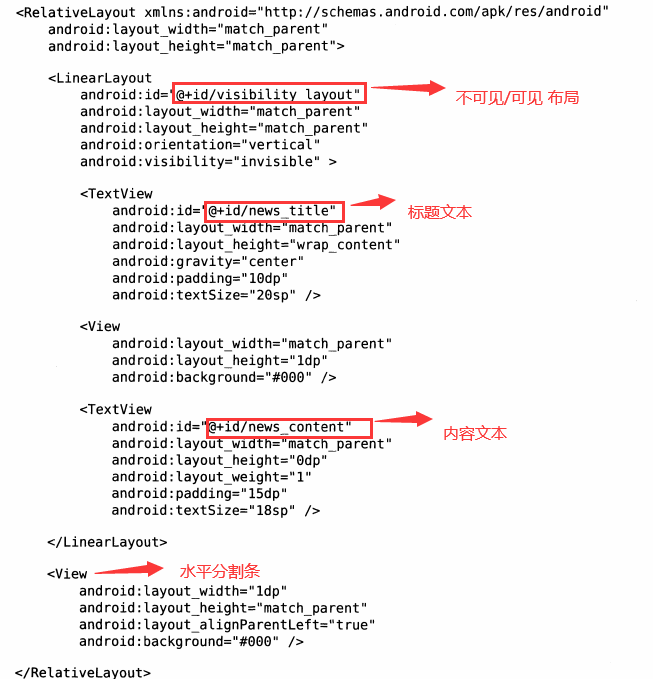 <RelativeLayout xmlns:android="http://schemas.android.com/apk/res/android"
    android:layout_width="match_parent"
    android:layout_height="match_parent">

    <LinearLayout
        android:id="@+id/visibility_layout" 不可见/可见 布局
        android:layout_width="match_parent"
        android:layout_height="match_parent"
        android:orientation="vertical"
        android:visibility="invisible" >

        <TextView
            android:id="@+id/news_title" 标题文本
            android:layout_width="match_parent"
            android:layout_height="wrap_content"
            android:gravity="center"
            android:padding="10dp"
            android:textSize="20sp" />

        <View
            android:layout_width="match_parent"
            android:layout_height="1dp"
            android:background="#000" />

        <TextView
            android:id="@+id/news_content" 内容文本
            android:layout_width="match_parent"
            android:layout_height="0dp"
            android:layout_weight="1"
            android:padding="15dp"
            android:textSize="18sp" />

    </LinearLayout>

    <View 水平分割条
        android:layout_width="1dp"
        android:layout_height="match_parent"
        android:layout_alignParentLeft="true"
        android:background="#000" />

</RelativeLayout>